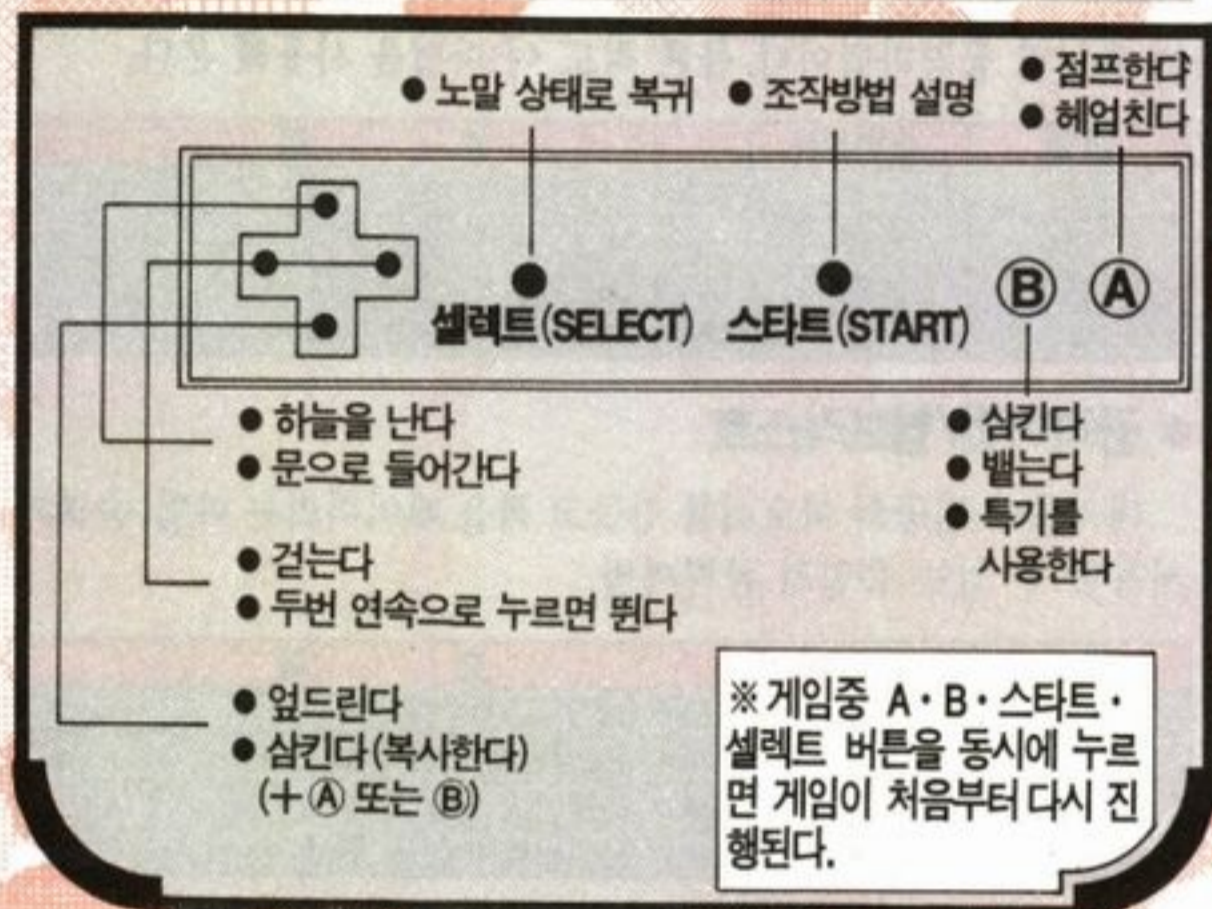 ● 노말 상태로 복귀
● 조작방법 설명
● 점프한다
● 헤엄친다
셀렉트(SELECT)
스타트(START)
Ⓑ
Ⓐ
● 하늘을 난다
● 문으로 들어간다
● 걷는다
● 두번 연속으로 누르면 뛴다
● 엎드린다
● 삼킨다(복사한다)
(+Ⓐ 또는 Ⓑ)
● 삼킨다
● 뱉는다
● 특기를
사용한다
※게임중 A·B·스타트·
셀렉트 버튼을 동시에 누르
면 게임이 처음부터 다시 진
행된다.